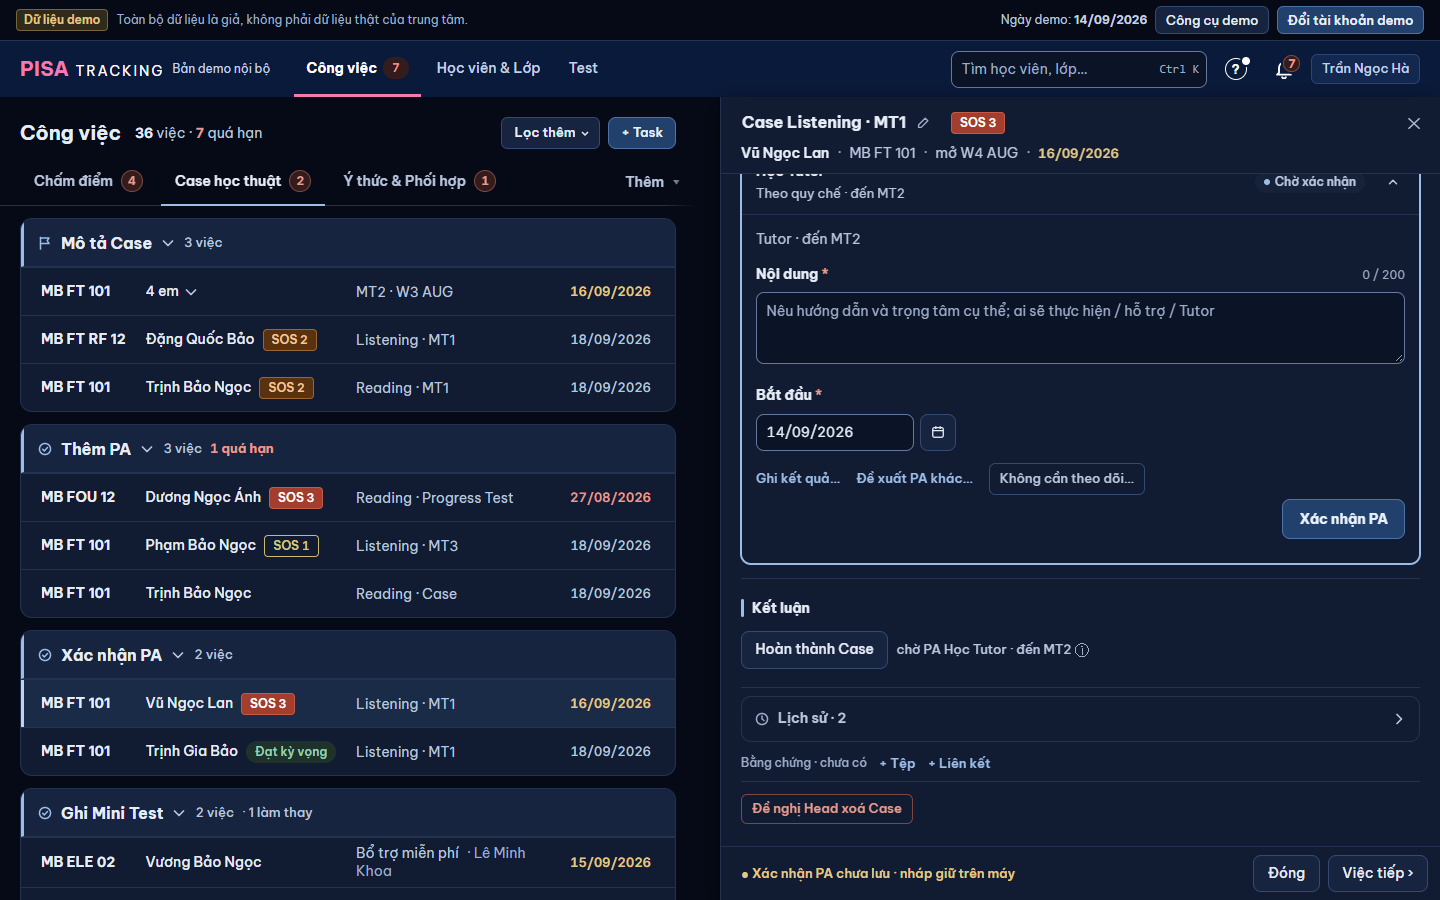 Dữ liệu demo Toàn bộ dữ liệu là giả, không phải dữ liệu thật của trung tâm. Ngày demo: 14/09/2026 Công cụ demo Đổi tài khoản demo
PISA TRACKING Bản demo nội bộ Công việc 7 Học viên & Lớp Test Tìm học viên, lớp... Ctrl K ? 7 Trần Ngọc Hà
Công việc 36 việc · 7 quá hạn Lọc thêm + Task
Chấm điểm 4 Case học thuật 2 Ý thức & Phối hợp 1 Thêm
Mô tả Case 3 việc
MB FT 101 4 em MT2 · W3 AUG 16/09/2026
MB FT RF 12 Đặng Quốc Bảo SOS 2 Listening · MT1 18/09/2026
MB FT 101 Trịnh Bảo Ngọc SOS 2 Reading · MT1 18/09/2026
Thêm PA 3 việc 1 quá hạn
MB FOU 12 Dương Ngọc Ánh SOS 3 Reading · Progress Test 27/08/2026
MB FT 101 Phạm Bảo Ngọc SOS 1 Listening · MT3 18/09/2026
MB FT 101 Trịnh Bảo Ngọc Reading · Case 18/09/2026
Xác nhận PA 2 việc
MB FT 101 Vũ Ngọc Lan SOS 3 Listening · MT1 16/09/2026
MB FT 101 Trịnh Gia Bảo Đạt kỳ vọng Listening · MT1 18/09/2026
Ghi Mini Test 2 việc · 1 làm thay
MB ELE 02 Vương Bảo Ngọc Bổ trợ miễn phí · Lê Minh Khoa 15/09/2026
Case Listening · MT1 SOS 3
Vũ Ngọc Lan · MB FT 101 · mở W4 AUG · 16/09/2026
Học Tutor Chờ xác nhận
Theo quy chế · đến MT2
Tutor · đến MT2
Nội dung * 0 / 200
Nêu hướng dẫn và trọng tâm cụ thể; ai sẽ thực hiện / hỗ trợ / Tutor
Bắt đầu *
14/09/2026
Ghi kết quả... Đề xuất PA khác... Không cần theo dõi...
Xác nhận PA
Kết luận
Hoàn thành Case chờ PA Học Tutor · đến MT2
Lịch sử · 2
Bằng chứng · chưa có + Tệp + Liên kết
Đề nghị Head xoá Case
Xác nhận PA chưa lưu · nháp giữ trên máy Đóng Việc tiếp ›